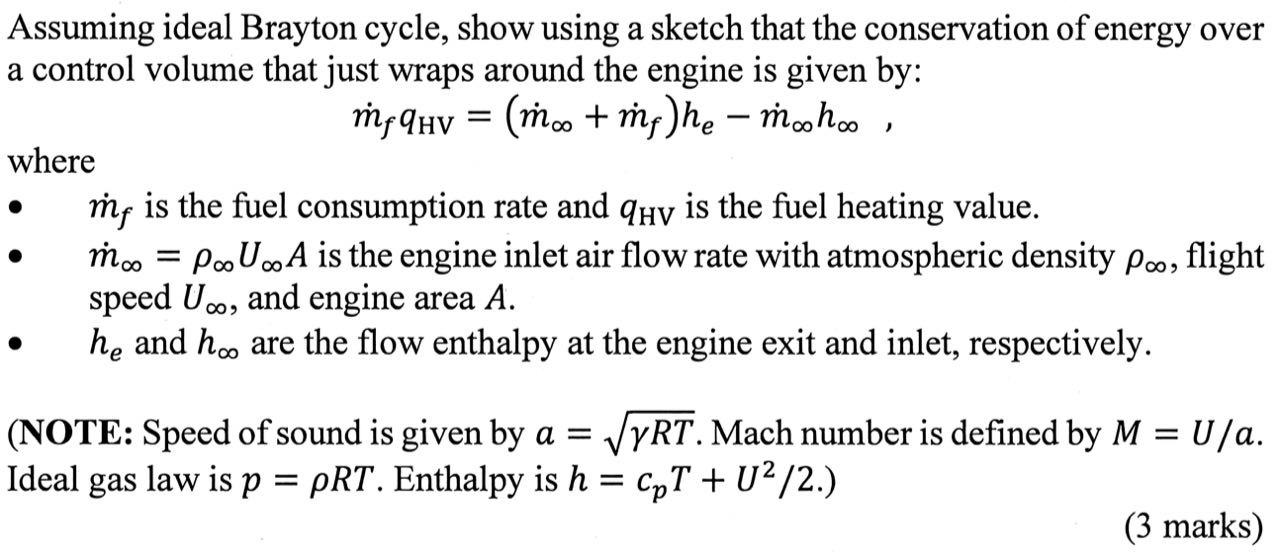 Assuming ideal Brayton cycle, show using a sketch that the conservation of energy over
a control volume that just wraps around the engine is given by:
ṁ_f q_HV = (ṁ_∞ + ṁ_f)h_e − ṁ_∞h_∞ ,
where
• ṁ_f is the fuel consumption rate and q_HV is the fuel heating value.
• ṁ_∞ = ρ_∞U_∞A is the engine inlet air flow rate with atmospheric density ρ_∞, flight
speed U_∞, and engine area A.
• h_e and h_∞ are the flow enthalpy at the engine exit and inlet, respectively.
(NOTE: Speed of sound is given by a = √γRT. Mach number is defined by M = U/a.
Ideal gas law is p = ρRT. Enthalpy is h = c_pT + U²/2.)
(3 marks)